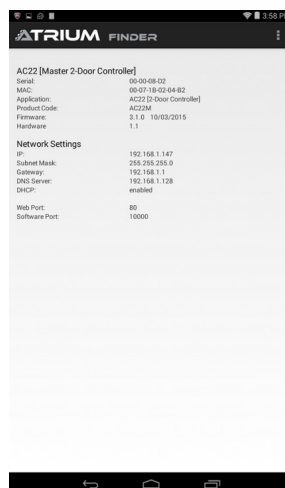 3:58 P
ATRIUM FINDER
AC22 [Master 2-Door Controller]
Serial: 00-00-08-D2
MAC: 00-07-1B-02-04-B2
Application: AC22 [2-Door Controller]
Product Code: AC22M
Firmware: 3.1.0 10/03/2015
Hardware 1.1
Network Settings
IP: 192.168.1.147
Subnet Mask: 255.255.255.0
Gateway: 192.168.1.1
DNS Server: 192.168.1.128
DHCP: enabled
Web Port: 80
Software Port: 10000